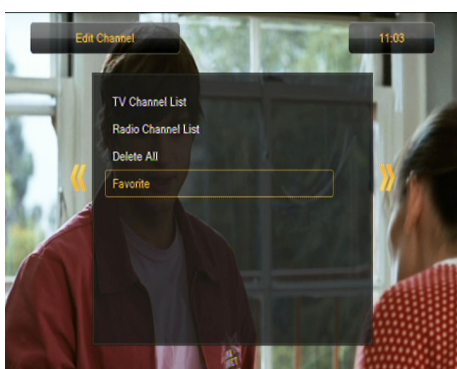 Edit Channel
11:03
TV Channel List
Radio Channel List
Delete All
Favorite